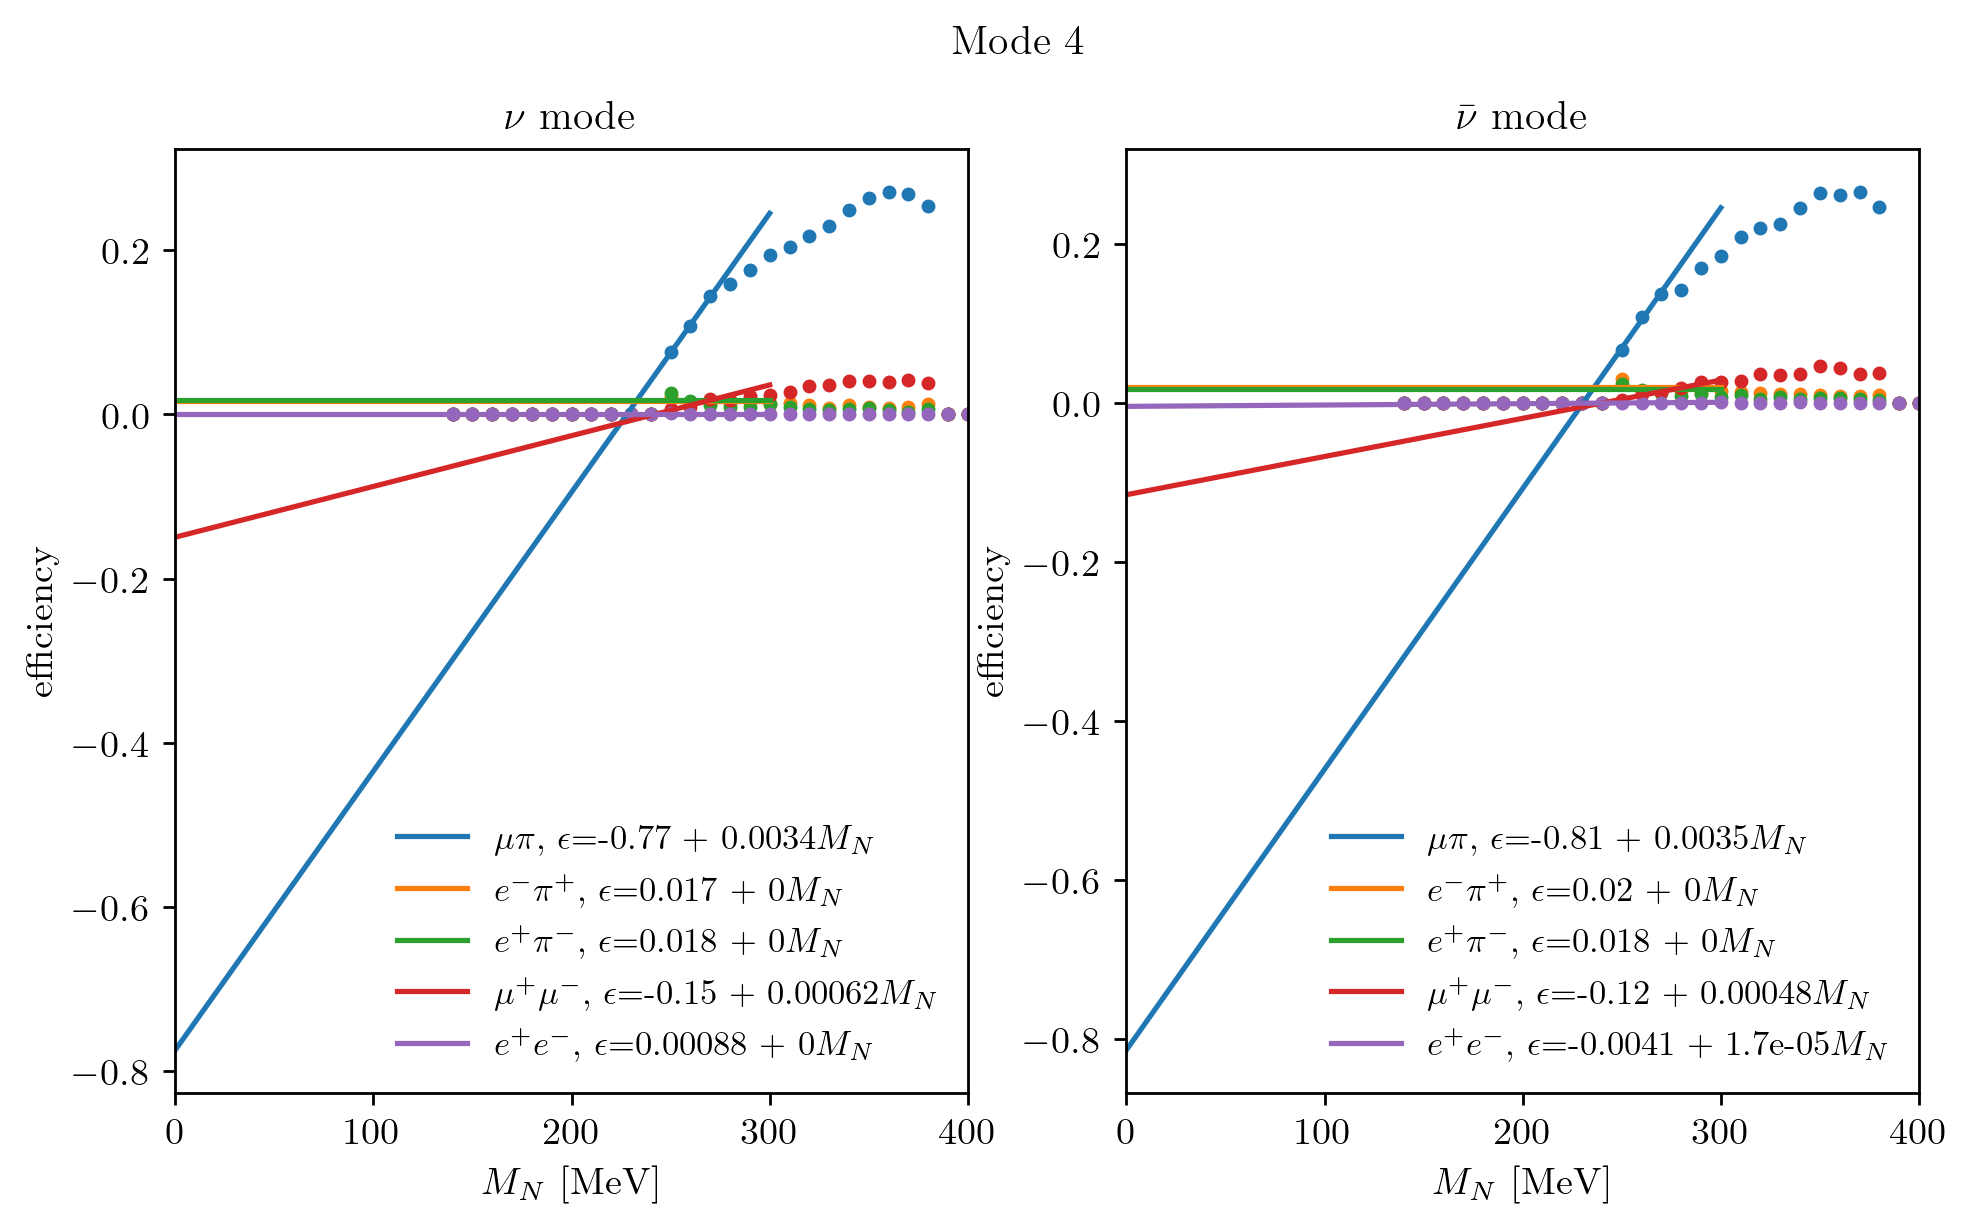 Mode 4
ν mode
0.2
0.0
−0.2
−0.4
−0.6
−0.8
efficiency
μπ, ϵ=-0.77 + 0.0034M_N
e⁻π⁺, ϵ=0.017 + 0M_N
e⁺π⁻, ϵ=0.018 + 0M_N
μ⁺μ⁻, ϵ=-0.15 + 0.00062M_N
e⁺e⁻, ϵ=0.00088 + 0M_N
0 100 200 300 400
M_N [MeV]
ν̄ mode
0.2
0.0
−0.2
−0.4
−0.6
−0.8
efficiency
μπ, ϵ=-0.81 + 0.0035M_N
e⁻π⁺, ϵ=0.02 + 0M_N
e⁺π⁻, ϵ=0.018 + 0M_N
μ⁺μ⁻, ϵ=-0.12 + 0.00048M_N
e⁺e⁻, ϵ=-0.0041 + 1.7e-05M_N
0 100 200 300 400
M_N [MeV]